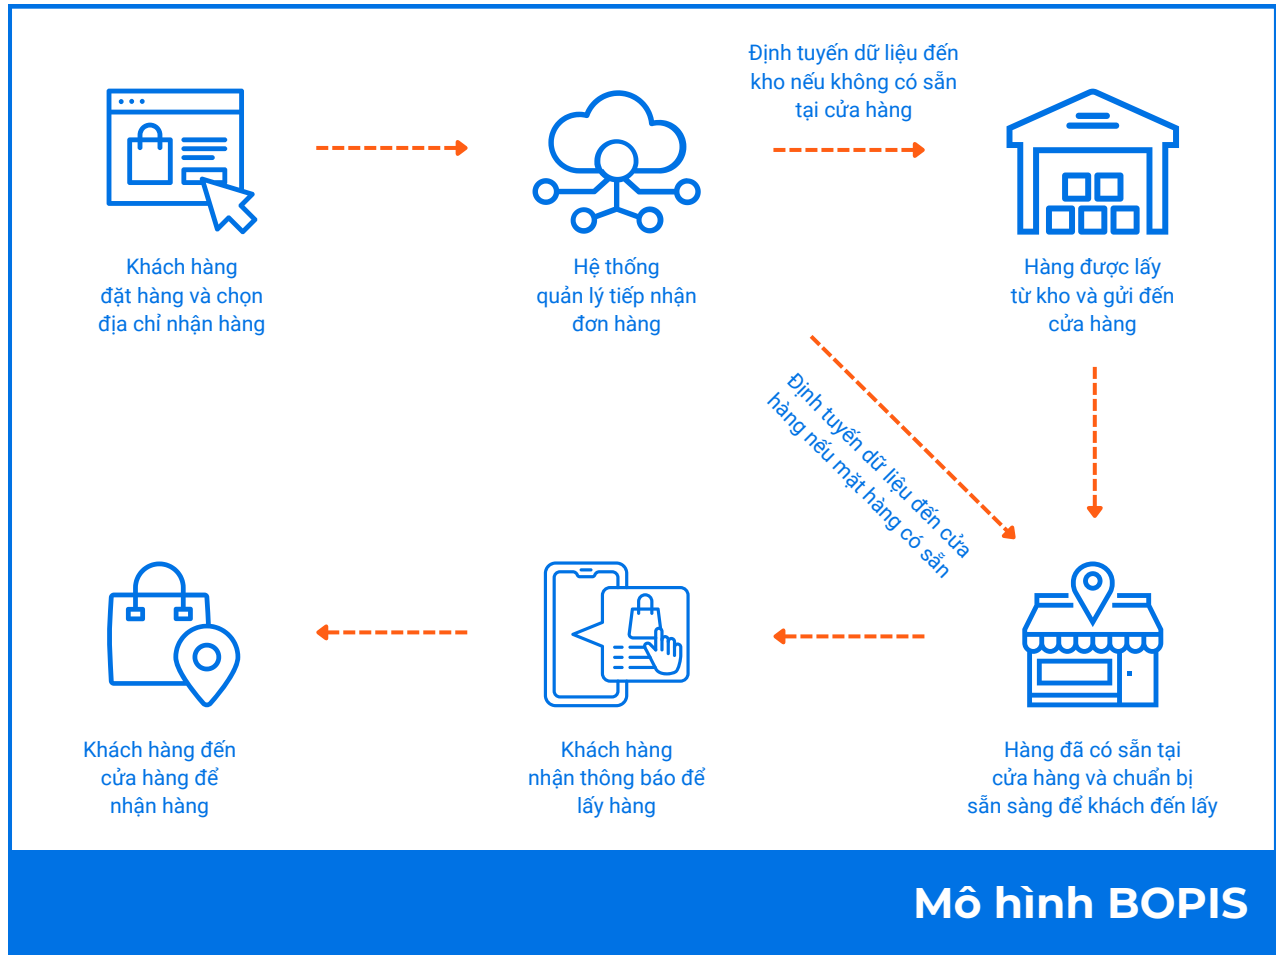 Định tuyến dữ liệu đến
kho nếu không có sẵn
tại cửa hàng
Khách hàng
đặt hàng và chọn
địa chỉ nhận hàng
Hệ thống
quản lý tiếp nhận
đơn hàng
Hàng được lấy
từ kho và gửi đến
cửa hàng
Định tuyến dữ liệu đến cửa
hàng nếu mặt hàng có sẵn
Khách hàng đến
cửa hàng để
nhận hàng
Khách hàng
nhận thông báo để
lấy hàng
Hàng đã có sẵn tại
cửa hàng và chuẩn bị
sẵn sàng để khách đến lấy
Mô hình BOPIS